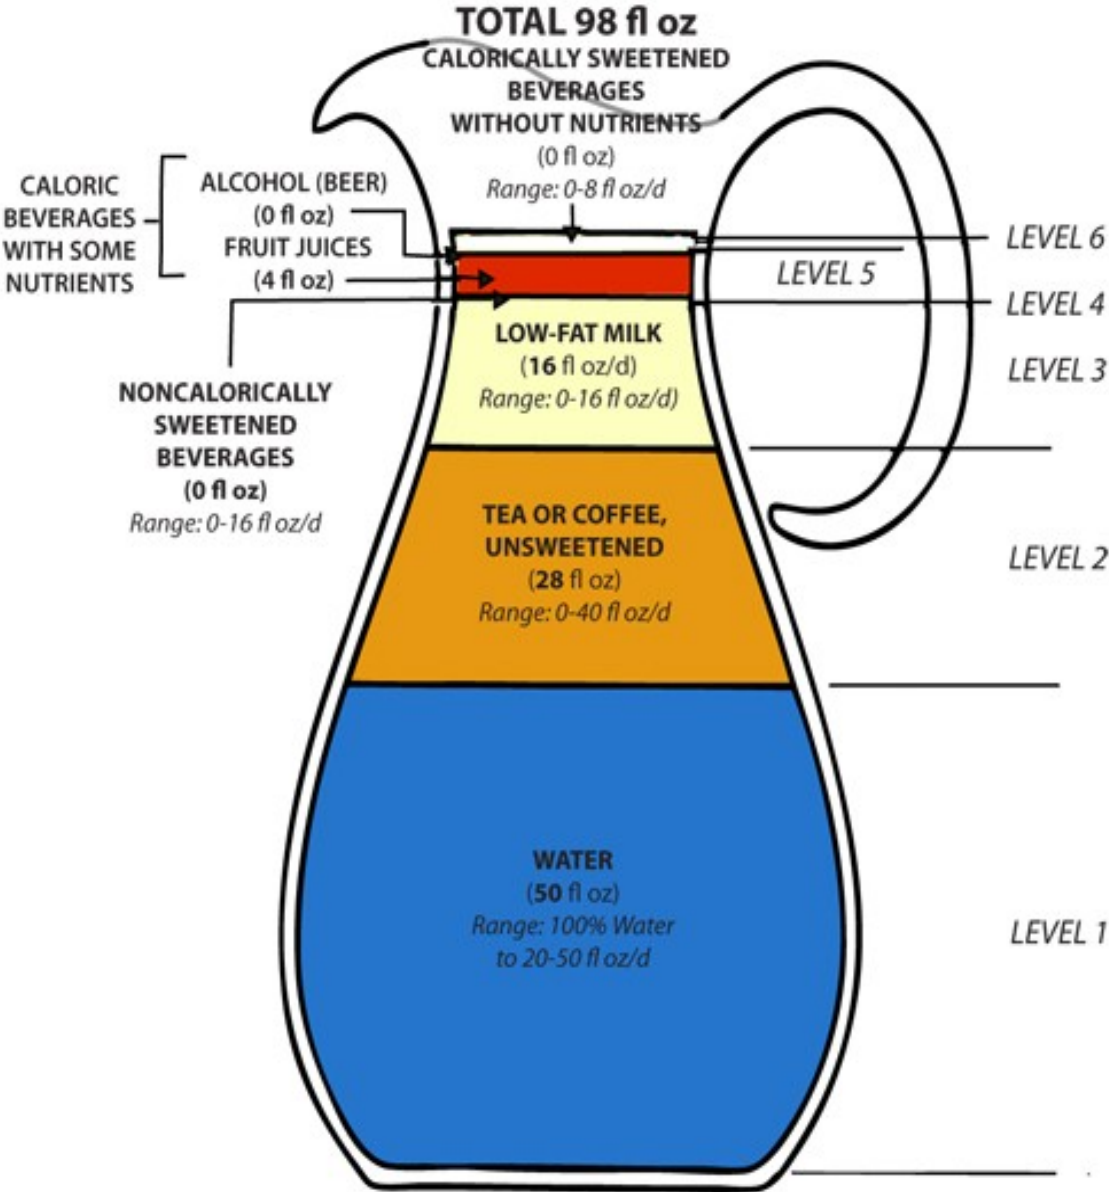 TOTAL 98 fl oz
CALORICALLY SWEETENED
BEVERAGES
WITHOUT NUTRIENTS
(0 fl oz)
Range: 0-8 fl oz/d
CALORIC
BEVERAGES
WITH SOME
NUTRIENTS
ALCOHOL (BEER)
(0 fl oz)
FRUIT JUICES
(4 fl oz)
LEVEL 6
LEVEL 5
LEVEL 4
LOW-FAT MILK
(16 fl oz/d)
Range: 0-16 fl oz/d)
LEVEL 3
NONCALORICALLY
SWEETENED
BEVERAGES
(0 fl oz)
Range: 0-16 fl oz/d
TEA OR COFFEE,
UNSWEETENED
(28 fl oz)
Range: 0-40 fl oz/d
LEVEL 2
WATER
(50 fl oz)
Range: 100% Water
to 20-50 fl oz/d
LEVEL 1